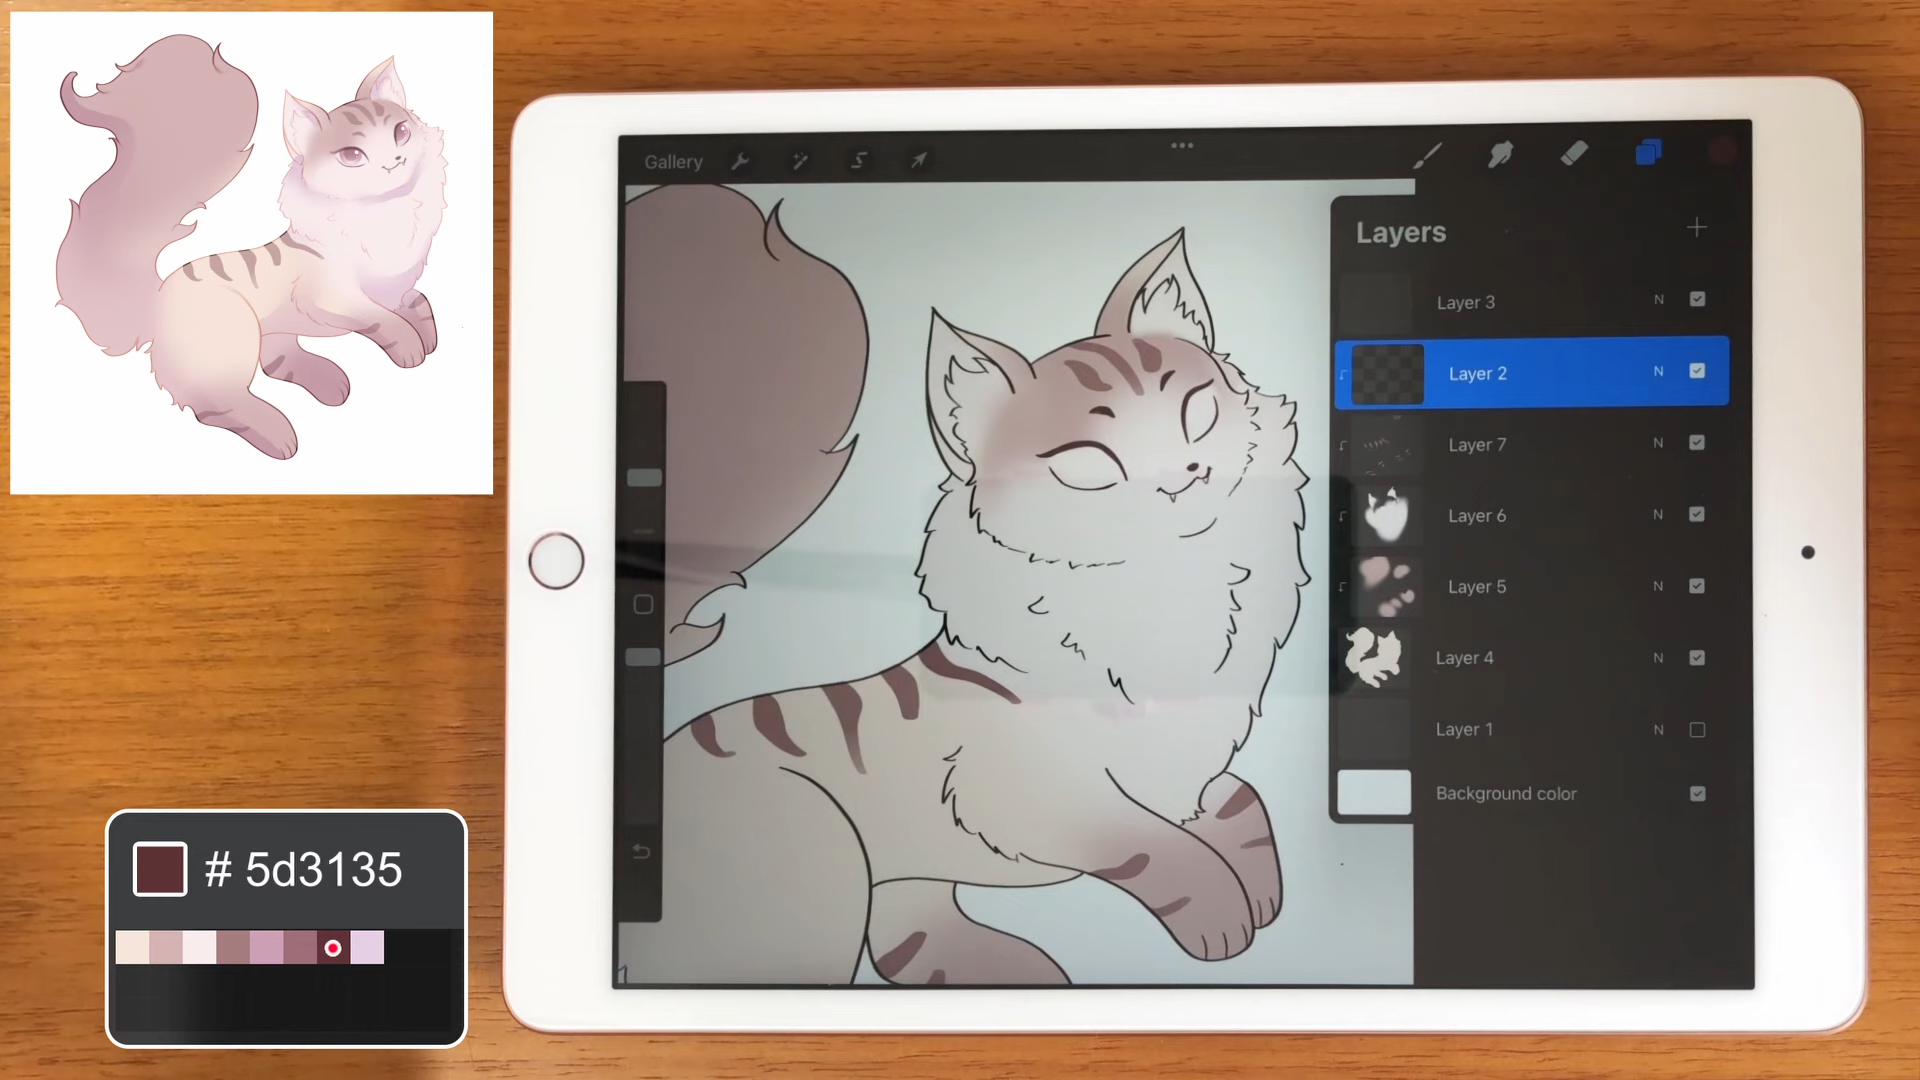 Gallery
Layers
Layer 3 N
Layer 2 N
Layer 7 N
Layer 6 N
Layer 5 N
Layer 4 N
Layer 1 N
Background color
# 5d3135